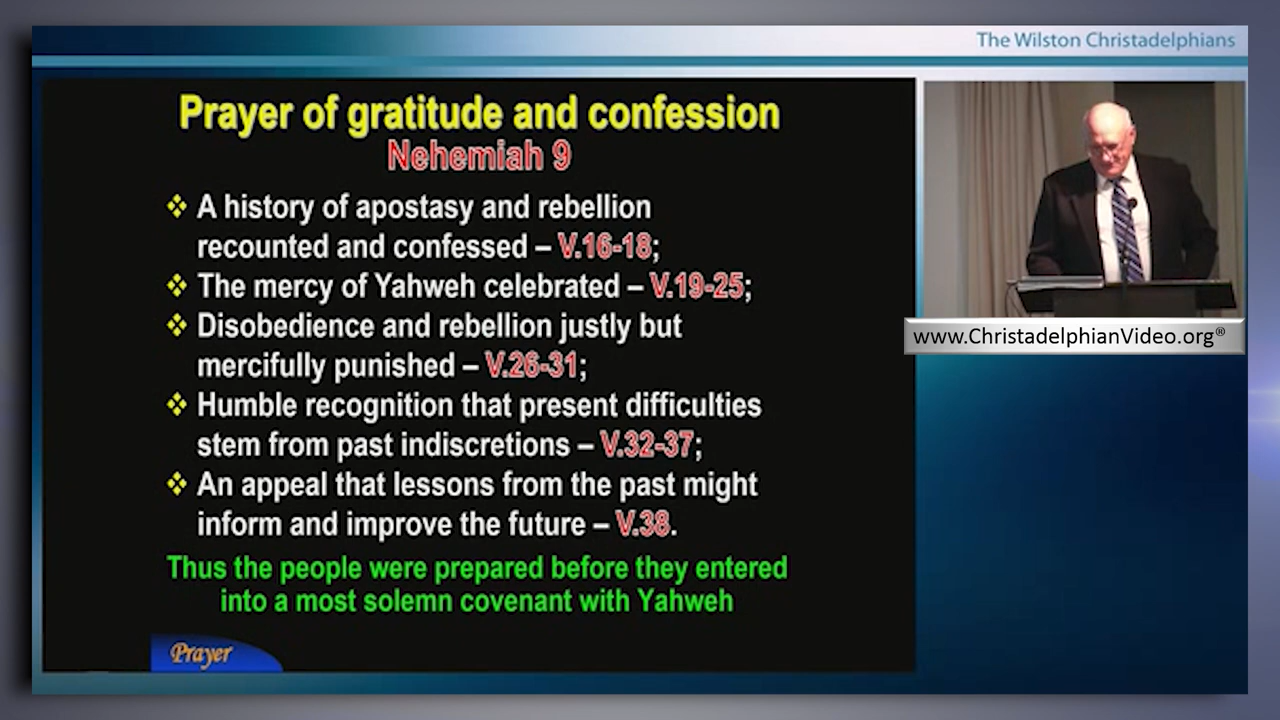 The Wilston Christadelphians
Prayer of gratitude and confession
Nehemiah 9
❖ A history of apostasy and rebellion
recounted and confessed – V.16-18;
❖ The mercy of Yahweh celebrated – V.19-25;
❖ Disobedience and rebellion justly but
mercifully punished – V.26-31;
❖ Humble recognition that present difficulties
stem from past indiscretions – V.32-37;
❖ An appeal that lessons from the past might
inform and improve the future – V.38.
Thus the people were prepared before they entered
into a most solemn covenant with Yahweh
Prayer
www.ChristadelphianVideo.org®